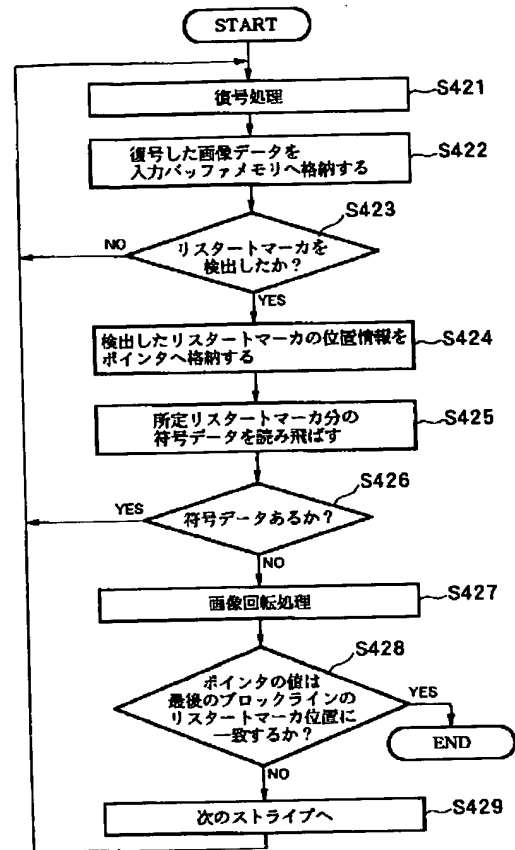 START
復号処理
S421
復号した画像データを
入力バッファメモリへ格納する
S422
S423
リスタートマーカを
検出したか?
NO
YES
検出したリスタートマーカの位置情報を
ポインタへ格納する
S424
所定リスタートマーカ分の
符号データを読み飛ばす
S425
S426
符号データあるか?
YES
NO
画像回転処理
S427
S428
ポインタの値は
最後のブロックラインの
リスタートマーカ位置に
一致するか?
YES
END
NO
次のストライプへ
S429